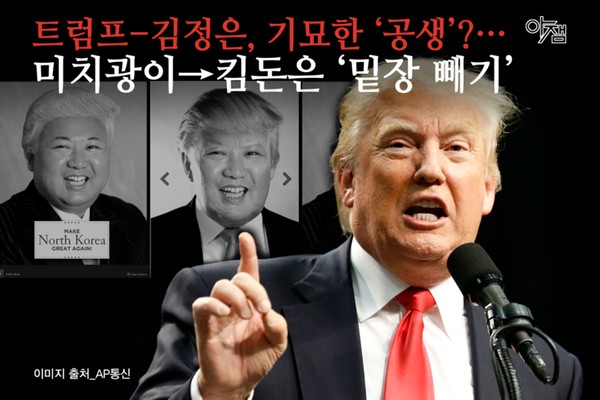 트럼프-김정은, 기묘한 '공생'?…
미치광이→킴돈은 '밑장 빼기'
아잼
MAKE
North Korea
GREAT AGAIN!
이미지 출처_AP통신